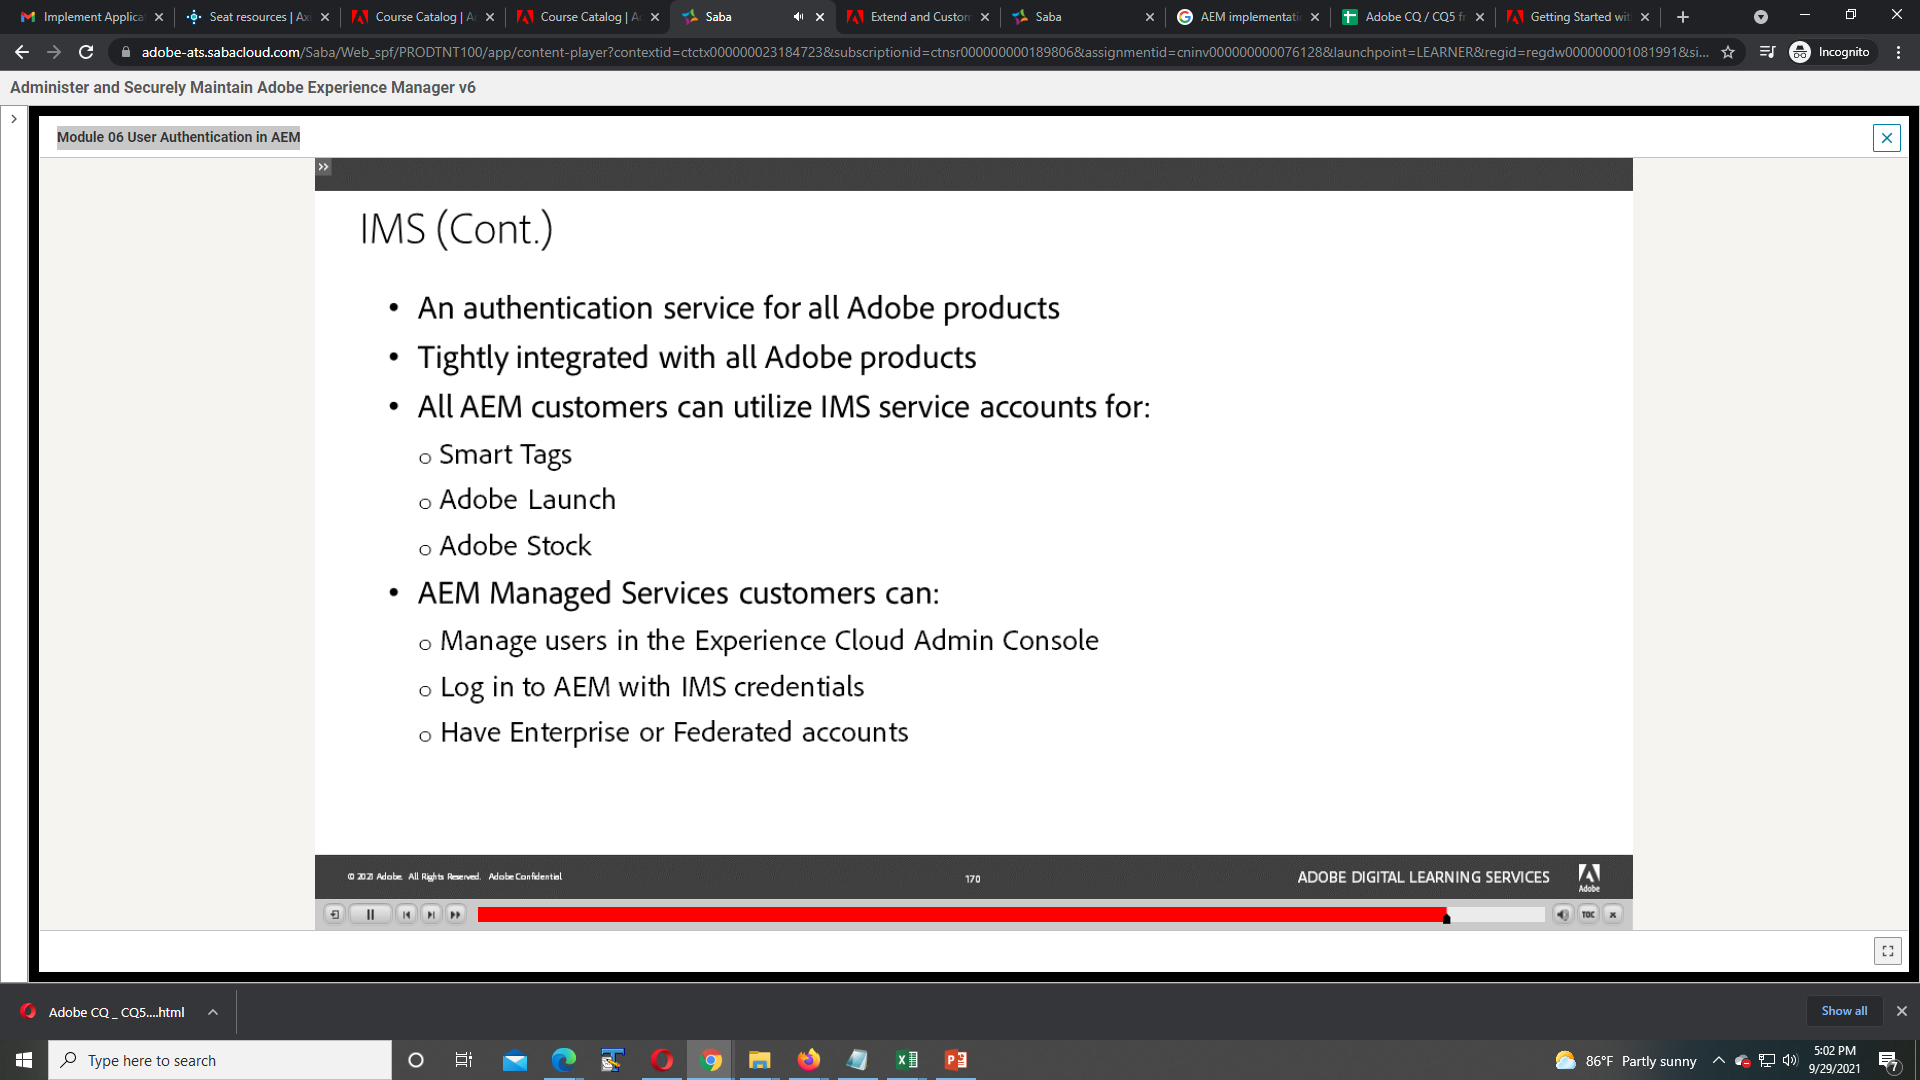 Implement Applica
Seat resources | Ax
Course Catalog | A
Course Catalog | A
Saba
Extend and Custom
Saba
AEM implementati
Adobe CQ / CQ5 f
Getting Started wit
adobe-ats.sabacloud.com/Saba/Web_spf/PRODTNT100/app/content-player?contextid=ctctx000000023184723&subscriptionid=ctnsr000000000189806&assignmentid=cninv000000000076128&launchpoint=LEARNER&regid=regdw000000001081991&si...
Incognito
Administer and Securely Maintain Adobe Experience Manager v6
Module 06 User Authentication in AEM
IMS (Cont.)
• An authentication service for all Adobe products
• Tightly integrated with all Adobe products
• All AEM customers can utilize IMS service accounts for:
o Smart Tags
o Adobe Launch
o Adobe Stock
• AEM Managed Services customers can:
o Manage users in the Experience Cloud Admin Console
o Log in to AEM with IMS credentials
o Have Enterprise or Federated accounts
© 2021 Adobe. All Rights Reserved. Adobe Confidential
170
ADOBE DIGITAL LEARNING SERVICES
Adobe
TOC
Adobe CQ _ CQ5....html
Show all
Type here to search
86°F Partly sunny
5:02 PM
9/29/2021
7